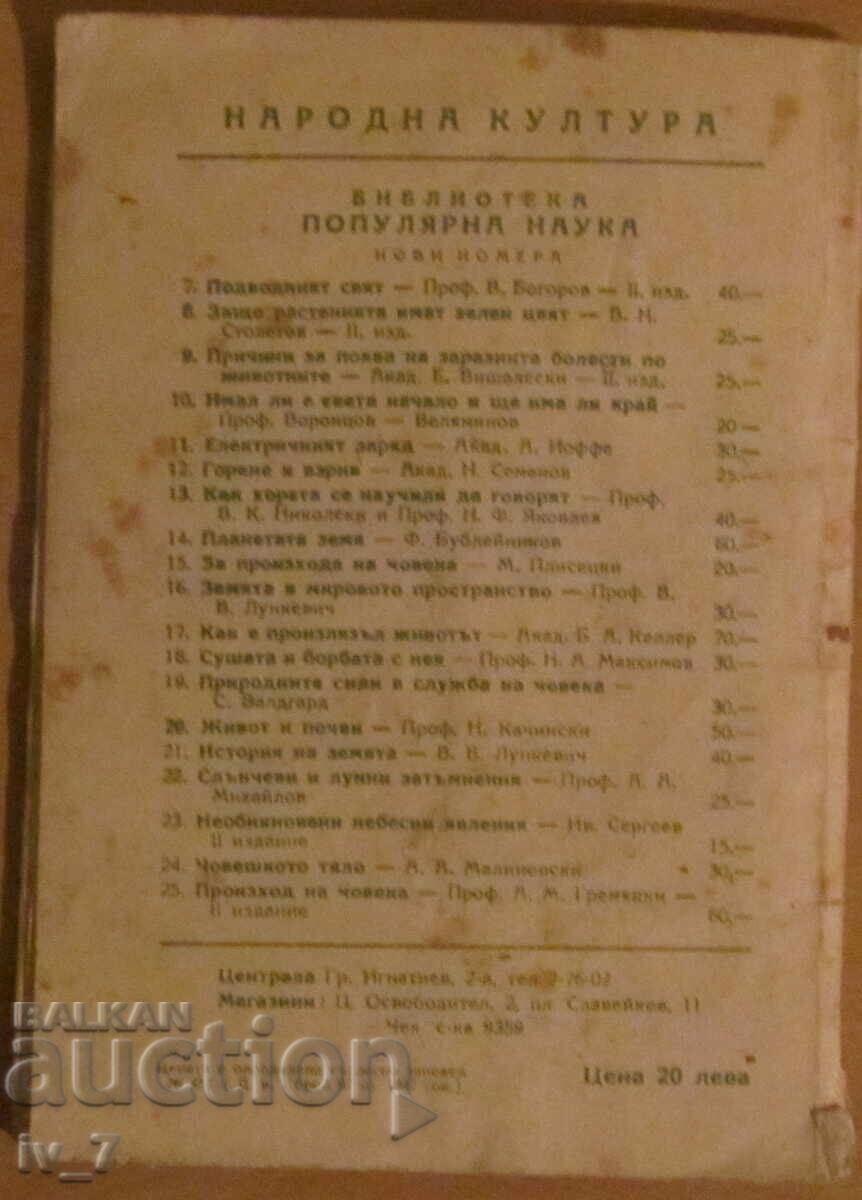 НАРОДНА КУЛТУРА
БИБЛИОТЕКА
ПОПУЛЯРНА НАУКА
НОВИ НОМЕРА
7. Подводният свят — Проф. В. Богоров — II. изд. 40.—
8. Защо растенията имат зелен цвят — В. Н.
Столетов — II. изд. 25.—
9. Причини за поява на заразните болести по
животните — Акад. Е. Вишалески — II. изд. 25.—
10. Имал ли е света начало и ще има ли край —
Проф. Воронцов — Веляминов 20 —
11. Електричният заряд — Акад. А. Иоффе 30.—
12. Горене и взрив — Акад. Н. Семенов 25.—
13. Как хората се научили да говорят — Проф.
В. К. Николски и Проф. Н. Ф. Яковлев 40.—
14. Планетата земя — Ф. Бублейников 60.—
15. За произхода на човека — М. Плисецки 20.—
16. Земята в мировото пространство — Проф. В.
В. Лункевич 30.—
17. Как е произлязъл животът — Акад. Б. А. Келлер 70.—
18. Сушата и борбата с нея — Проф. Н. А. Максимов 30.—
19. Природните сили в служба на човека —
С. Валдгард 30.—
20. Живот и почви — Проф. Н. Качински 50.—
21. История на земята — В. В. Лункевич 40.—
22. Слънчеви и лунни затъмнения — Проф. А. А.
Михайлов 25.—
23. Необикновени небесни явления — Ив. Сергеев
II издание 15.—
24. Човешкото тяло — А. А. Малиновски 30.—
25. Произход на човека — Проф. А. М. Гремяцки —
II издание 60.—
Централа Гр. Игнатиев, 2-а, тел 2-26-02
Магазини: Ц. Освободител, 2, пл. Славейков, 11
Чек. с-ка 9359
Цена 20 лева
BALKAN
auction
iv_7